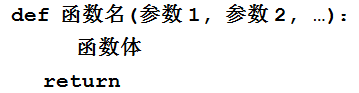 def 函数名(参数1, 参数2, …):
函数体
return